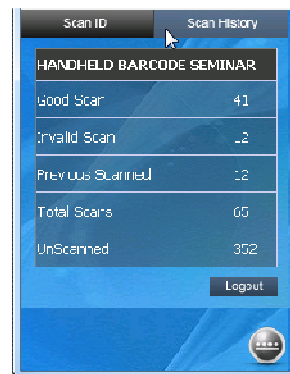 Scan ID Scan History
HANDHELD BARCODE SEMINAR
Good Scan 41
Invalid Scan 12
Previous Scanned 12
Total Scans 65
UnScanned 352
Logout